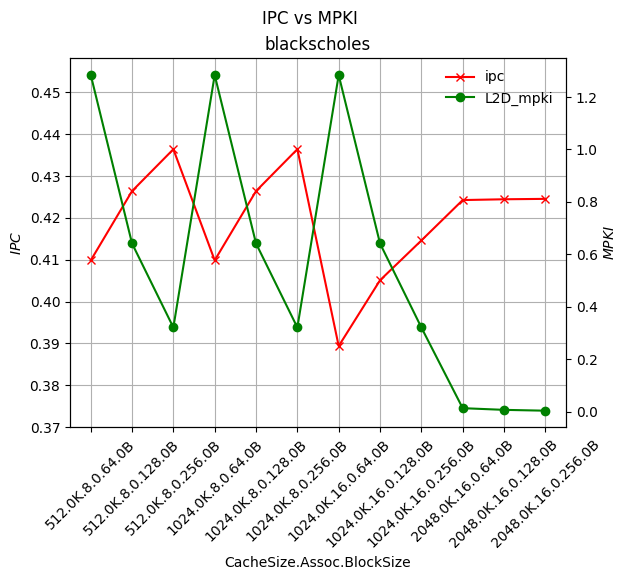 IPC vs MPKI
blackscholes
ipc
L2D_mpki
IPC
0.45
0.44
0.43
0.42
0.41
0.40
0.39
0.38
0.37
MPKI
1.2
1.0
0.8
0.6
0.4
0.2
0.0
512.0K.8.0.64.0B
512.0K.8.0.128.0B
512.0K.8.0.256.0B
1024.0K.8.0.64.0B
1024.0K.8.0.128.0B
1024.0K.8.0.256.0B
1024.0K.16.0.64.0B
1024.0K.16.0.128.0B
1024.0K.16.0.256.0B
2048.0K.16.0.64.0B
2048.0K.16.0.128.0B
2048.0K.16.0.256.0B
CacheSize.Assoc.BlockSize